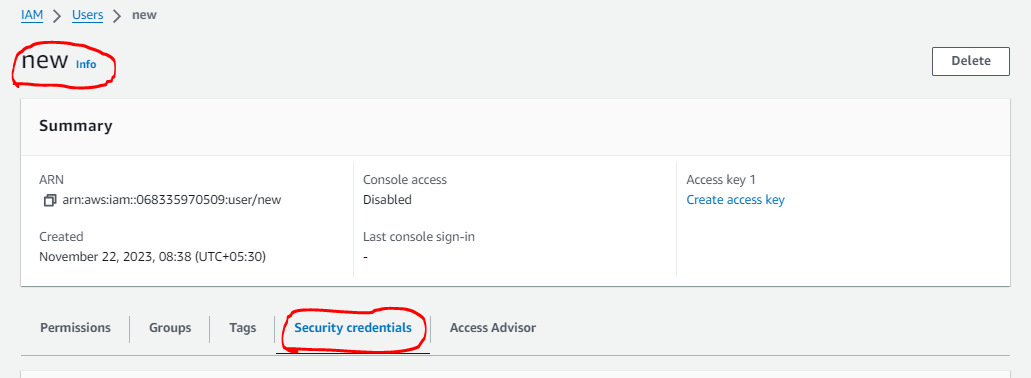 IAM > Users > new
new Info
Delete
Summary
ARN
arn:aws:iam::068335970509:user/new
Created
November 22, 2023, 08:38 (UTC+05:30)
Console access
Disabled
Last console sign-in
-
Access key 1
Create access key
Permissions Groups Tags Security credentials Access Advisor